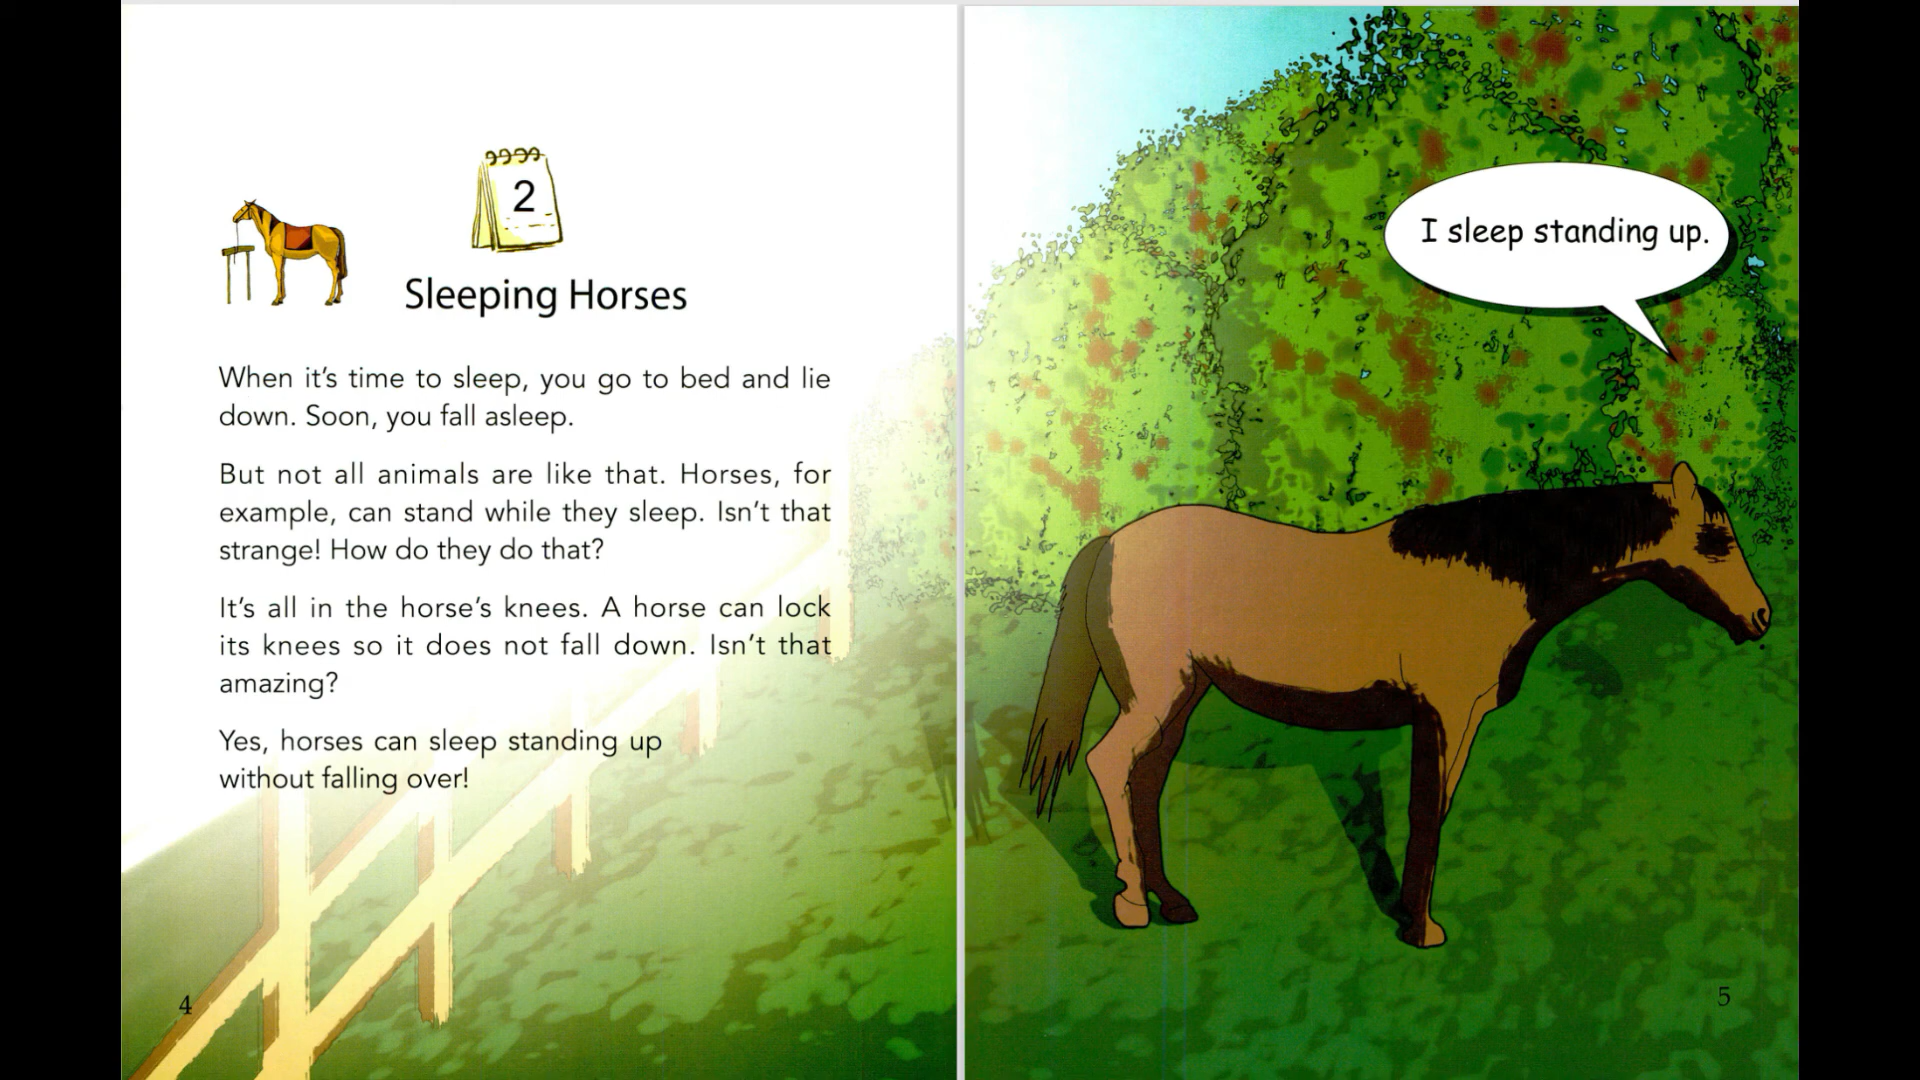 2
Sleeping Horses
When it’s time to sleep, you go to bed and lie
down. Soon, you fall asleep.
But not all animals are like that. Horses, for
example, can stand while they sleep. Isn’t that
strange! How do they do that?
It’s all in the horse’s knees. A horse can lock
its knees so it does not fall down. Isn’t that
amazing?
Yes, horses can sleep standing up
without falling over!
4
I sleep standing up.
5